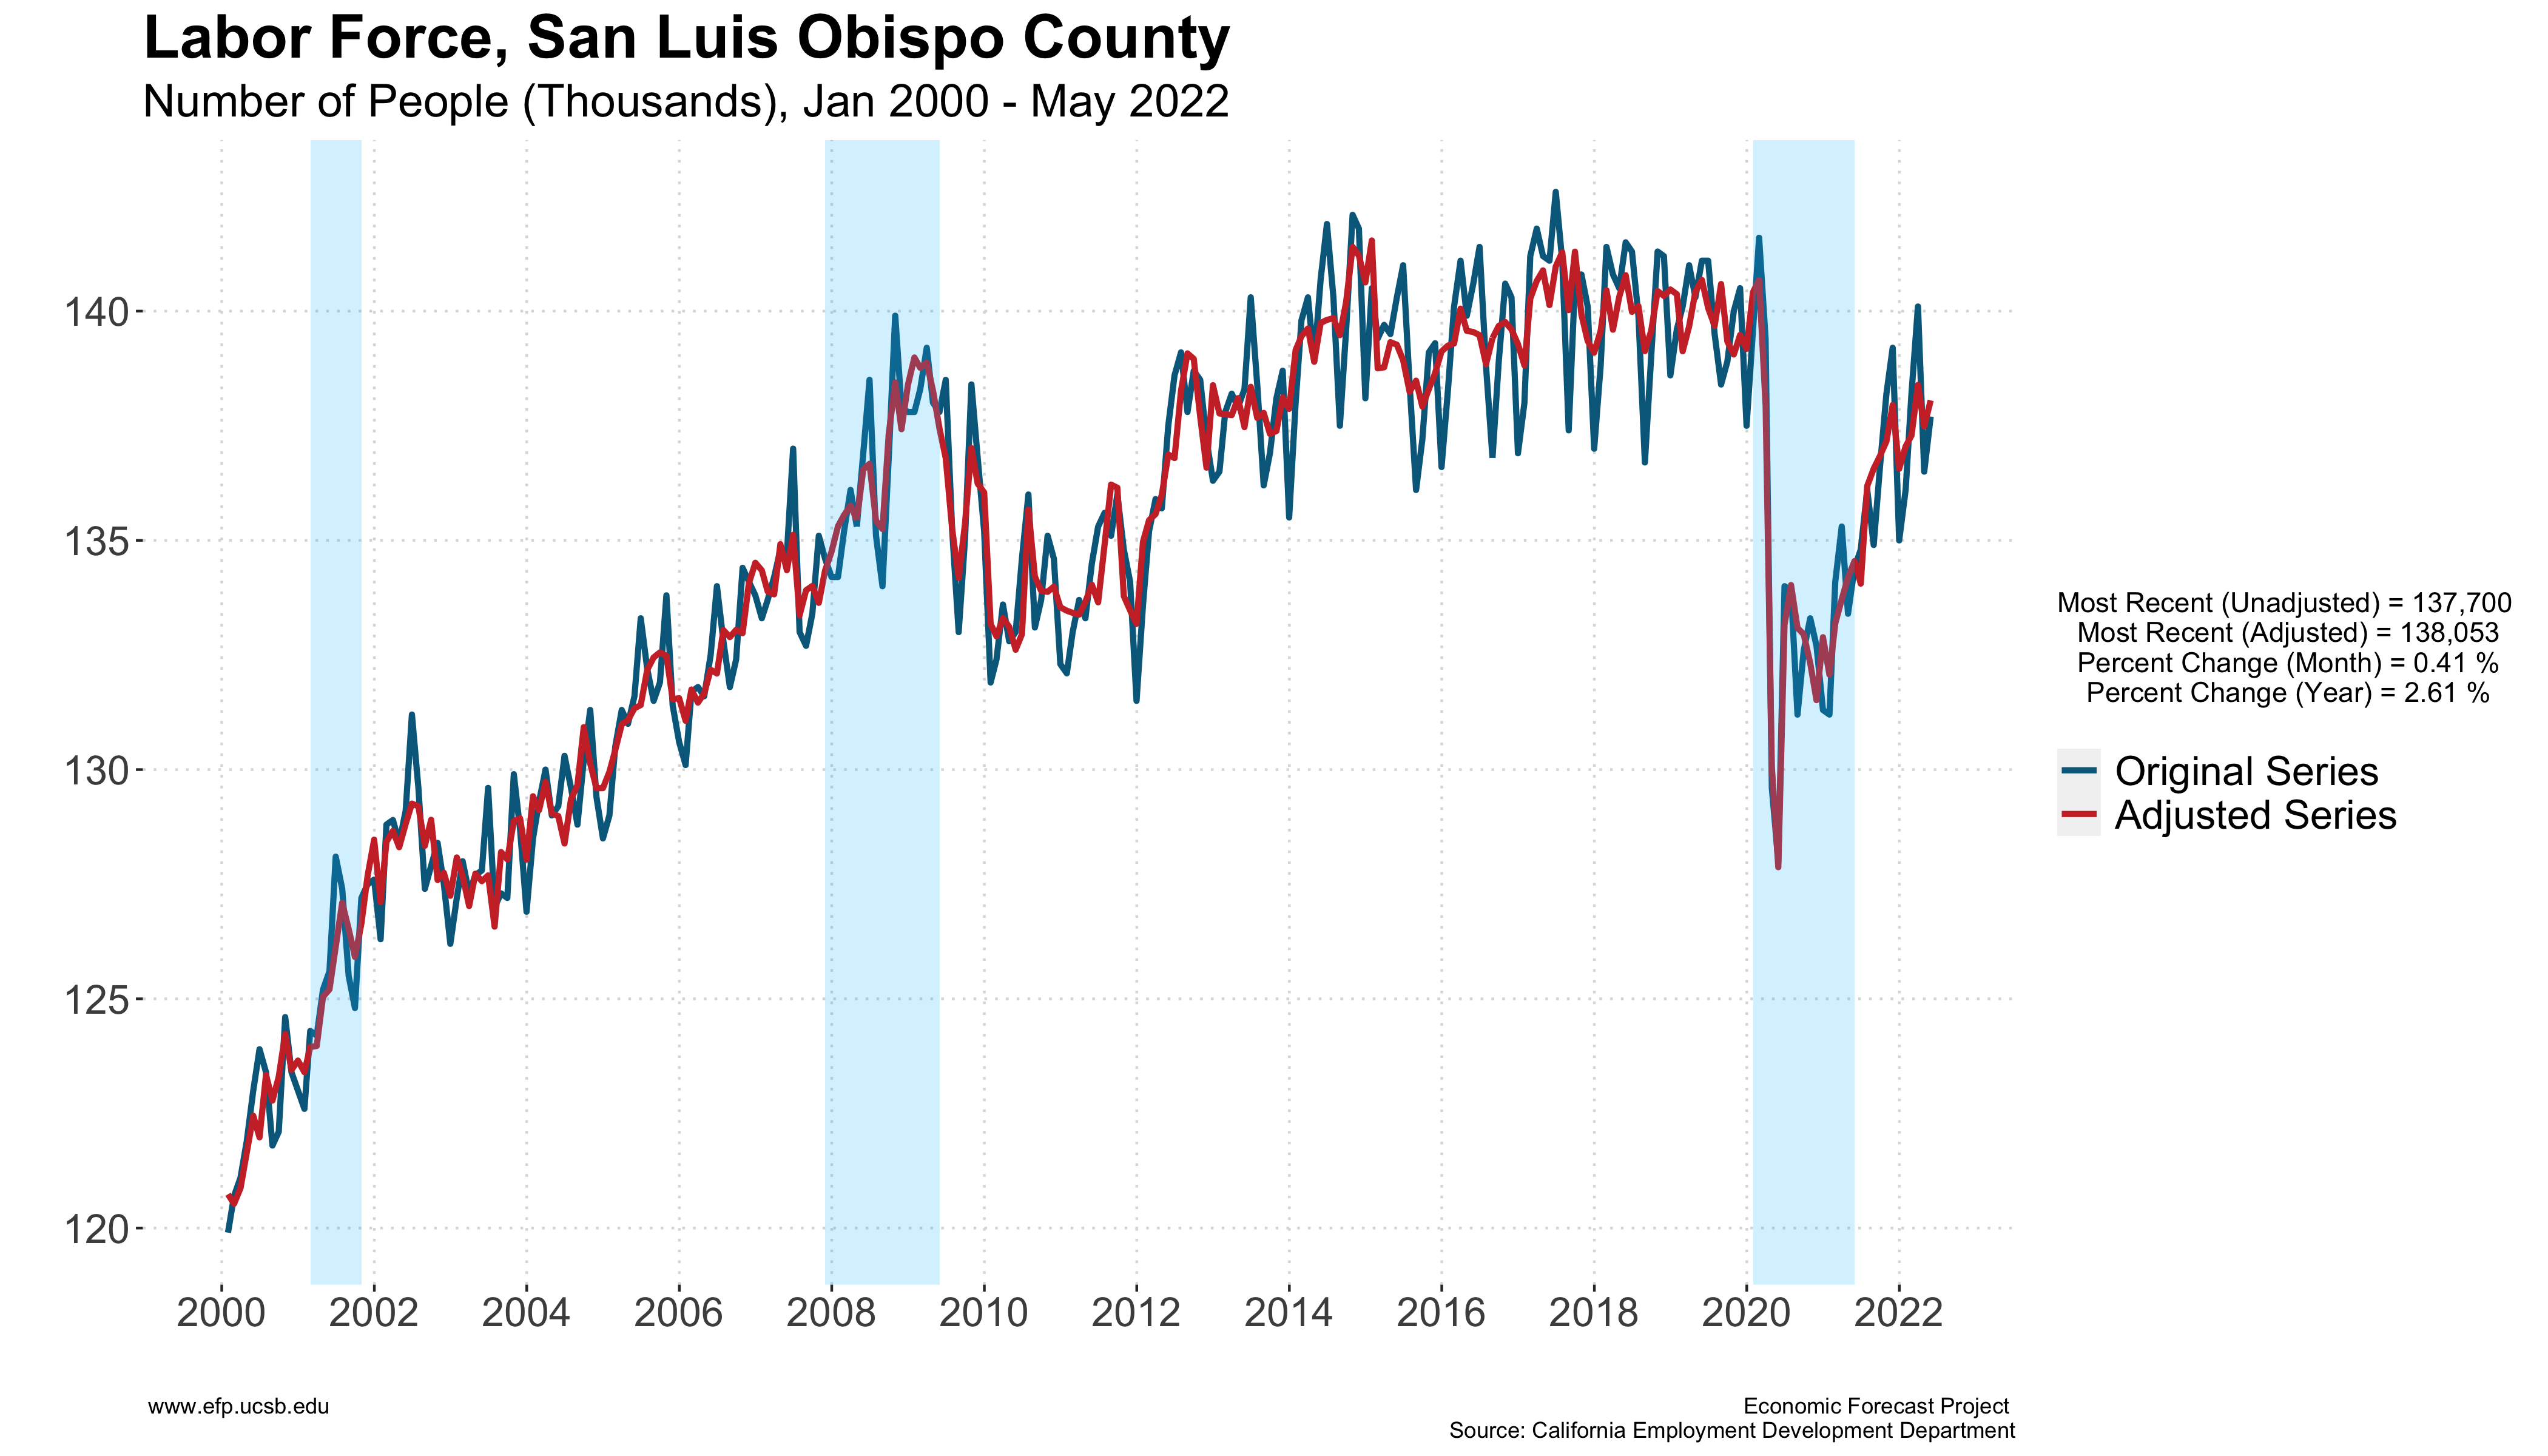 Labor Force, San Luis Obispo County
Number of People (Thousands), Jan 2000 - May 2022
140
135
130
125
120
2000 2002 2004 2006 2008 2010 2012 2014 2016 2018 2020 2022
Most Recent (Unadjusted) = 137,700
Most Recent (Adjusted) = 138,053
Percent Change (Month) = 0.41 %
Percent Change (Year) = 2.61 %
Original Series
Adjusted Series
www.efp.ucsb.edu
Economic Forecast Project
Source: California Employment Development Department